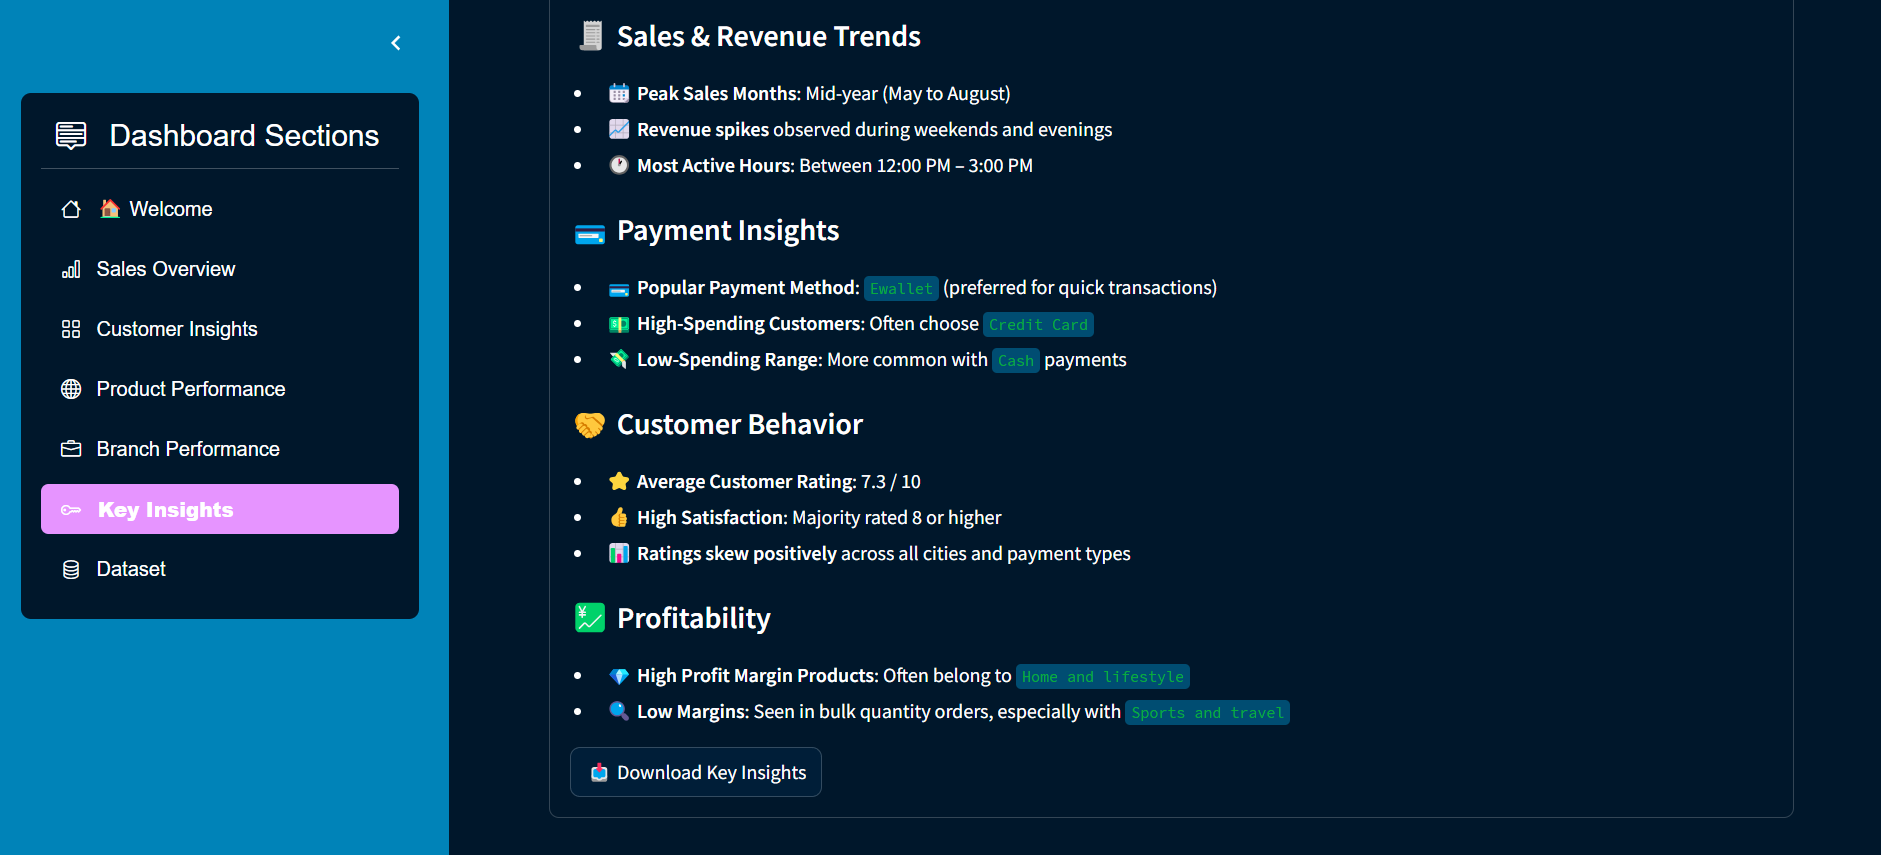 Dashboard Sections
🏠 Welcome
Sales Overview
Customer Insights
Product Performance
Branch Performance
Key Insights
Dataset
🧾 Sales & Revenue Trends
• 📅 Peak Sales Months: Mid-year (May to August)
• 📈 Revenue spikes observed during weekends and evenings
• 🕐 Most Active Hours: Between 12:00 PM – 3:00 PM
💳 Payment Insights
• 💳 Popular Payment Method: Ewallet (preferred for quick transactions)
• 💵 High-Spending Customers: Often choose Credit Card
• 💸 Low-Spending Range: More common with Cash payments
🤝 Customer Behavior
• ⭐ Average Customer Rating: 7.3 / 10
• 👍 High Satisfaction: Majority rated 8 or higher
• 📊 Ratings skew positively across all cities and payment types
💹 Profitability
• 💎 High Profit Margin Products: Often belong to Home and lifestyle
• 🔍 Low Margins: Seen in bulk quantity orders, especially with Sports and travel
📥 Download Key Insights